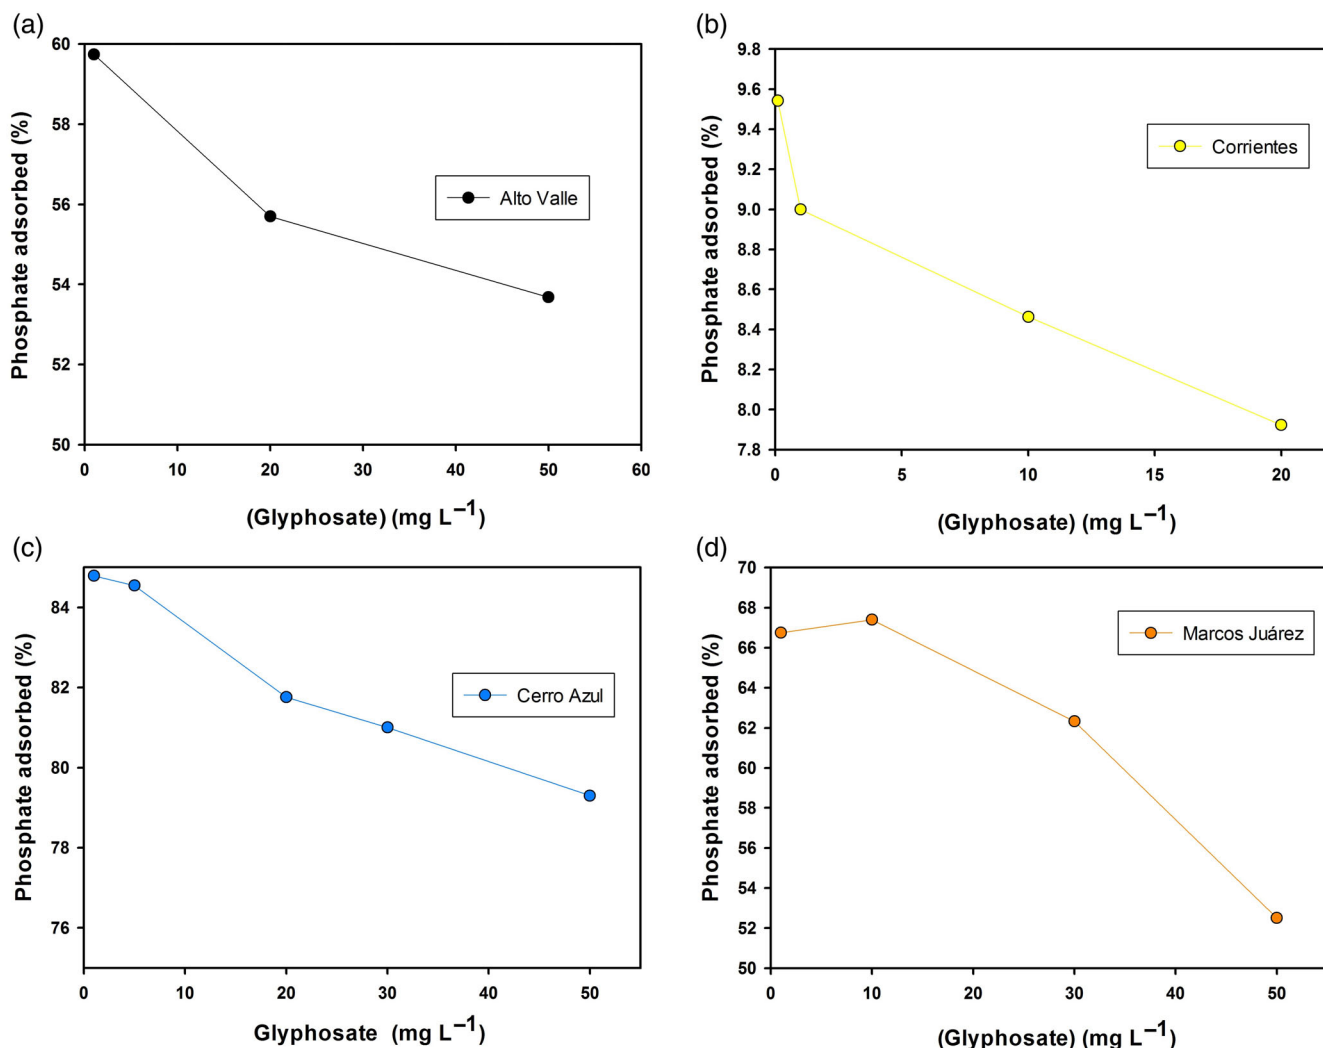 (a)
60
58
56
54
52
50
Phosphate adsorbed (%)
Alto Valle
0 10 20 30 40 50 60
(Glyphosate) (mg L⁻¹)
(b)
9.8
9.6
9.4
9.2
9.0
8.8
8.6
8.4
8.2
8.0
7.8
Phosphate adsorbed (%)
Corrientes
0 5 10 15 20
(Glyphosate) (mg L⁻¹)
(c)
84
82
80
78
76
Phosphate adsorbed (%)
Cerro Azul
0 10 20 30 40 50
Glyphosate (mg L⁻¹)
(d)
70
68
66
64
62
60
58
56
54
52
50
Phosphate adsorbed (%)
Marcos Juárez
0 10 20 30 40 50
(Glyphosate) (mg L⁻¹)